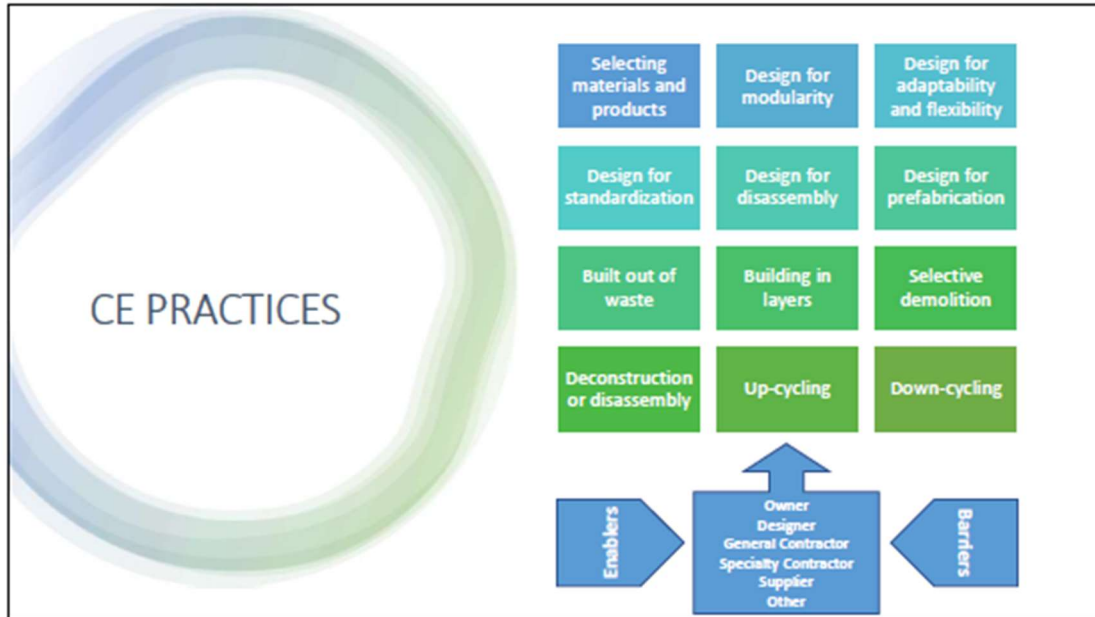 CE PRACTICES
Selecting
materials and
products
Design for
modularity
Design for
adaptability
and flexibility
Design for
standardization
Design for
disassembly
Design for
prefabrication
Built out of
waste
Building in
layers
Selective
demolition
Deconstruction
or disassembly
Up-cycling
Down-cycling
Enablers
Owner
Designer
General Contractor
Specialty Contractor
Supplier
Other
Barriers